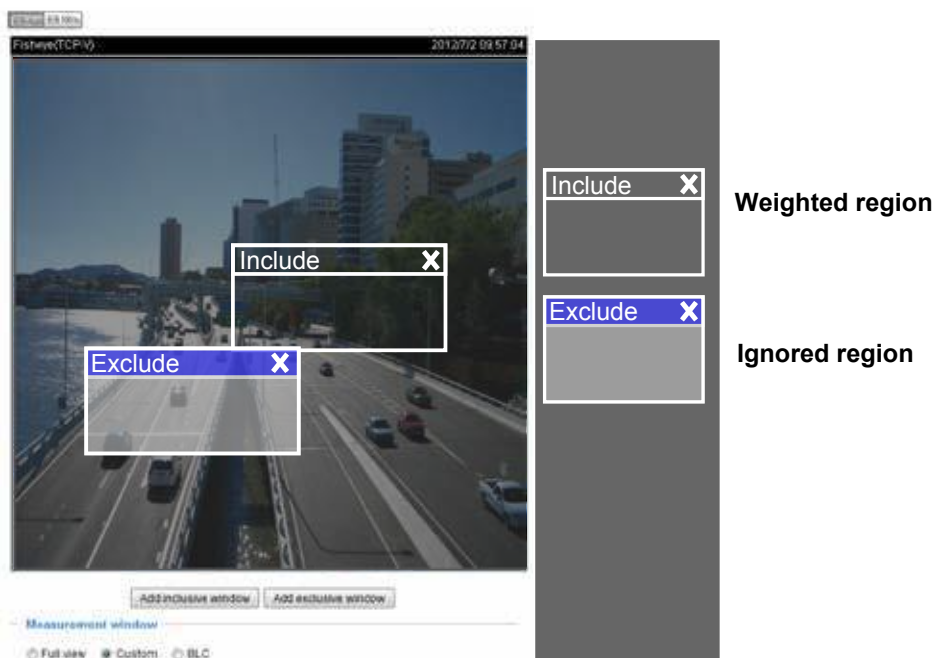 Fisheye(TCP-V) 2012/7/2 09:57:04
Include
Weighted region
Include
Exclude
Ignored region
Exclude
Add inclusive window Add exclusive window
Measurement window
Full view Custom BLC